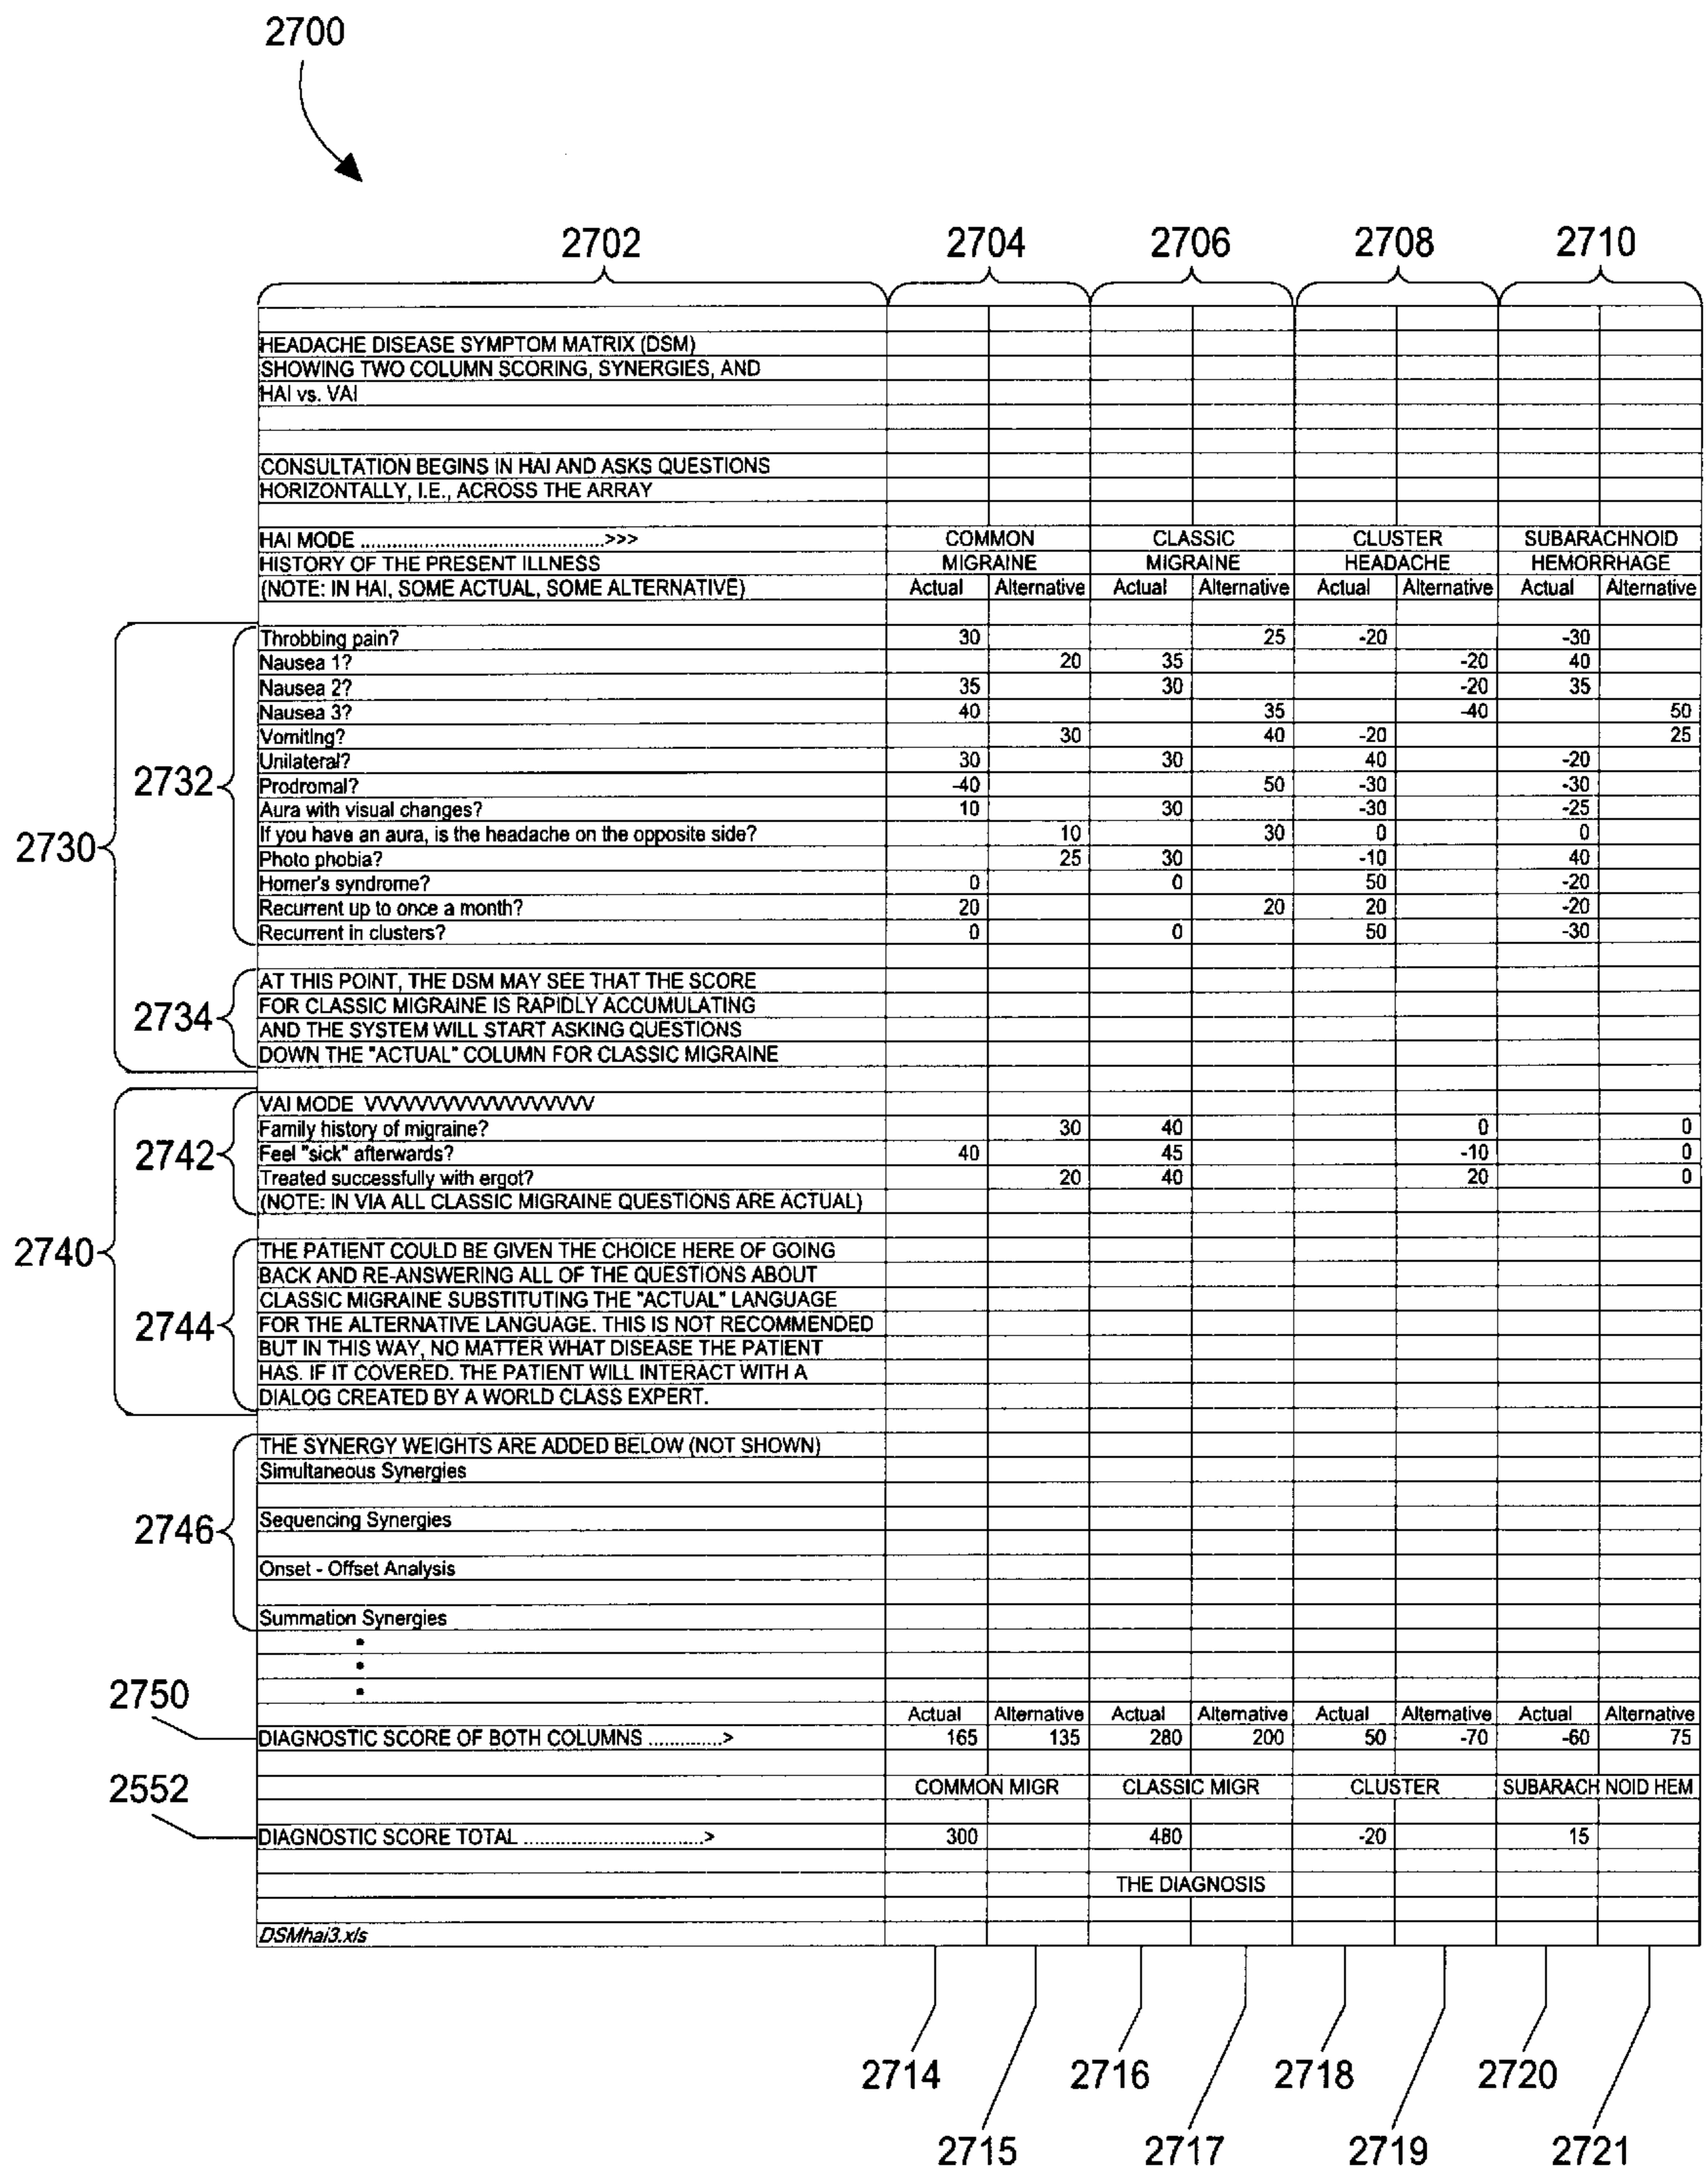 2700
2702 2704 2706 2708 2710
HEADACHE DISEASE SYMPTOM MATRIX (DSM)
SHOWING TWO COLUMN SCORING, SYNERGIES, AND
HAI vs. VAI
CONSULTATION BEGINS IN HAI AND ASKS QUESTIONS
HORIZONTALLY, I.E., ACROSS THE ARRAY
HAI MODE ..........................................>>> COMMON CLASSIC CLUSTER SUBARACHNOID
HISTORY OF THE PRESENT ILLNESS MIGRAINE MIGRAINE HEADACHE HEMORRHAGE
(NOTE: IN HAI, SOME ACTUAL, SOME ALTERNATIVE) Actual Alternative Actual Alternative Actual Alternative Actual Alternative
Throbbing pain? 30 25 -20 -30
Nausea 1? 20 35 -20 40
Nausea 2? 35 30 -20 35
Nausea 3? 40 35 -40 50
Vomiting? 30 40 -20 25
Unilateral? 30 30 40 -20
2732 Prodromal? -40 50 -30 -30
Aura with visual changes? 10 30 -30 -25
2730 If you have an aura, is the headache on the opposite side? 10 30 0 0
Photo phobia? 25 30 -10 40
Horner's syndrome? 0 0 50 -20
Recurrent up to once a month? 20 20 20 -20
Recurrent in clusters? 0 0 50 -30
AT THIS POINT, THE DSM MAY SEE THAT THE SCORE
FOR CLASSIC MIGRAINE IS RAPIDLY ACCUMULATING
2734 AND THE SYSTEM WILL START ASKING QUESTIONS
DOWN THE "ACTUAL" COLUMN FOR CLASSIC MIGRAINE
VAI MODE VVVVVVVVVVVVVVVVV
Family history of migraine? 30 40 0 0
2742 Feel "sick" afterwards? 40 45 -10 0
Treated successfully with ergot? 20 40 20 0
(NOTE: IN VIA ALL CLASSIC MIGRAINE QUESTIONS ARE ACTUAL)
2740 THE PATIENT COULD BE GIVEN THE CHOICE HERE OF GOING
BACK AND RE-ANSWERING ALL OF THE QUESTIONS ABOUT
CLASSIC MIGRAINE SUBSTITUTING THE "ACTUAL" LANGUAGE
2744 FOR THE ALTERNATIVE LANGUAGE. THIS IS NOT RECOMMENDED
BUT IN THIS WAY, NO MATTER WHAT DISEASE THE PATIENT
HAS. IF IT COVERED. THE PATIENT WILL INTERACT WITH A
DIALOG CREATED BY A WORLD CLASS EXPERT.
THE SYNERGY WEIGHTS ARE ADDED BELOW (NOT SHOWN)
Simultaneous Synergies
2746 Sequencing Synergies
Onset - Offset Analysis
Summation Synergies
•
•
•
2750 Actual Alternative Actual Alternative Actual Alternative Actual Alternative
DIAGNOSTIC SCORE OF BOTH COLUMNS .............> 165 135 280 200 50 -70 -60 75
2552 COMMON MIGR CLASSIC MIGR CLUSTER SUBARACH NOID HEM
DIAGNOSTIC SCORE TOTAL ................................> 300 480 -20 15
THE DIAGNOSIS
DSMhai3.xls
2714 2716 2718 2720
2715 2717 2719 2721